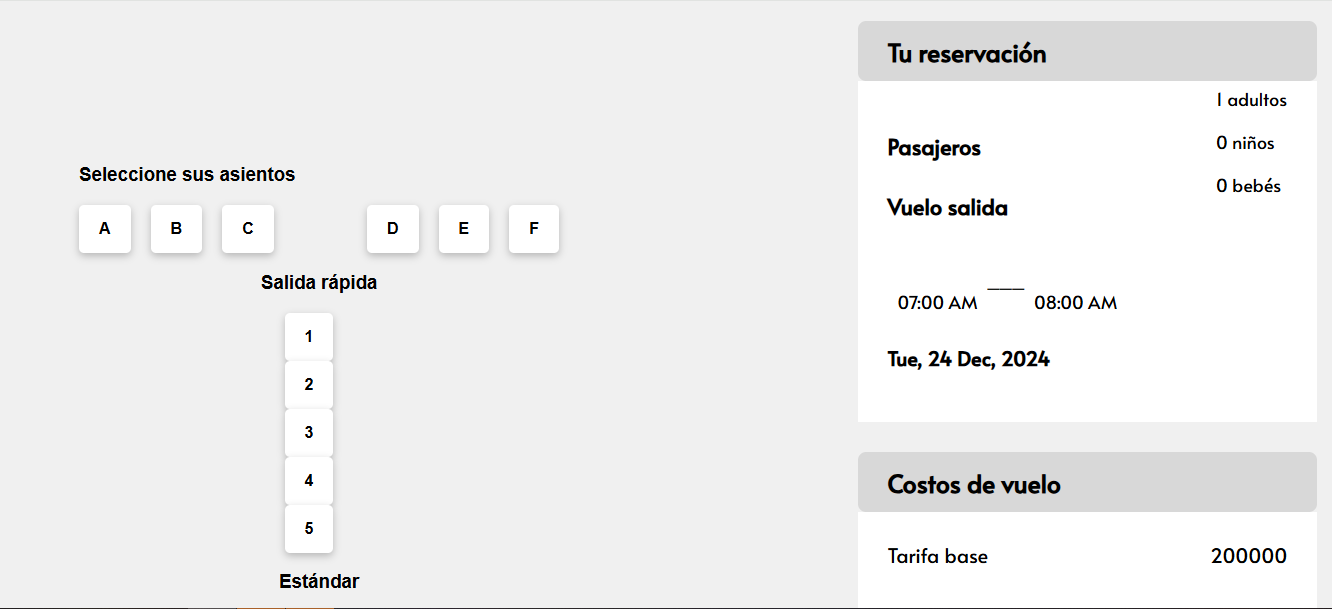 Seleccione sus asientos
A B C D E F
Salida rápida
1
2
3
4
5
Estándar
Tu reservación
Pasajeros
1 adultos
0 niños
0 bebés
Vuelo salida
07:00 AM ___ 08:00 AM
Tue, 24 Dec, 2024
Costos de vuelo
Tarifa base 200000